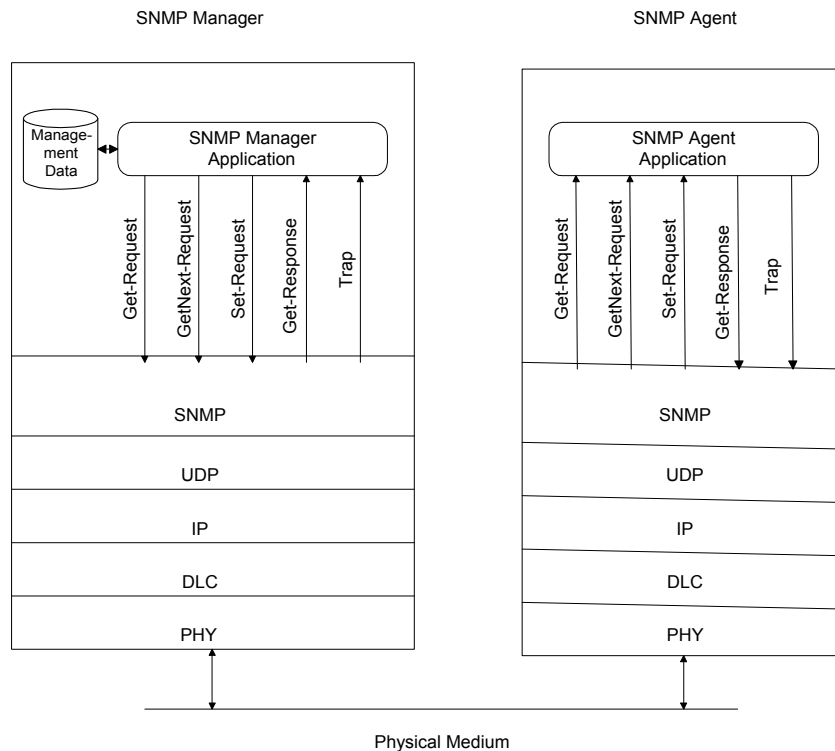 SNMP Manager
SNMP Agent
Manage-
ment
Data
SNMP Manager
Application
Get-Request
GetNext-Request
Set-Request
Get-Response
Trap
SNMP
UDP
IP
DLC
PHY
SNMP Agent
Application
Get-Request
GetNext-Request
Set-Request
Get-Response
Trap
SNMP
UDP
IP
DLC
PHY
Physical Medium